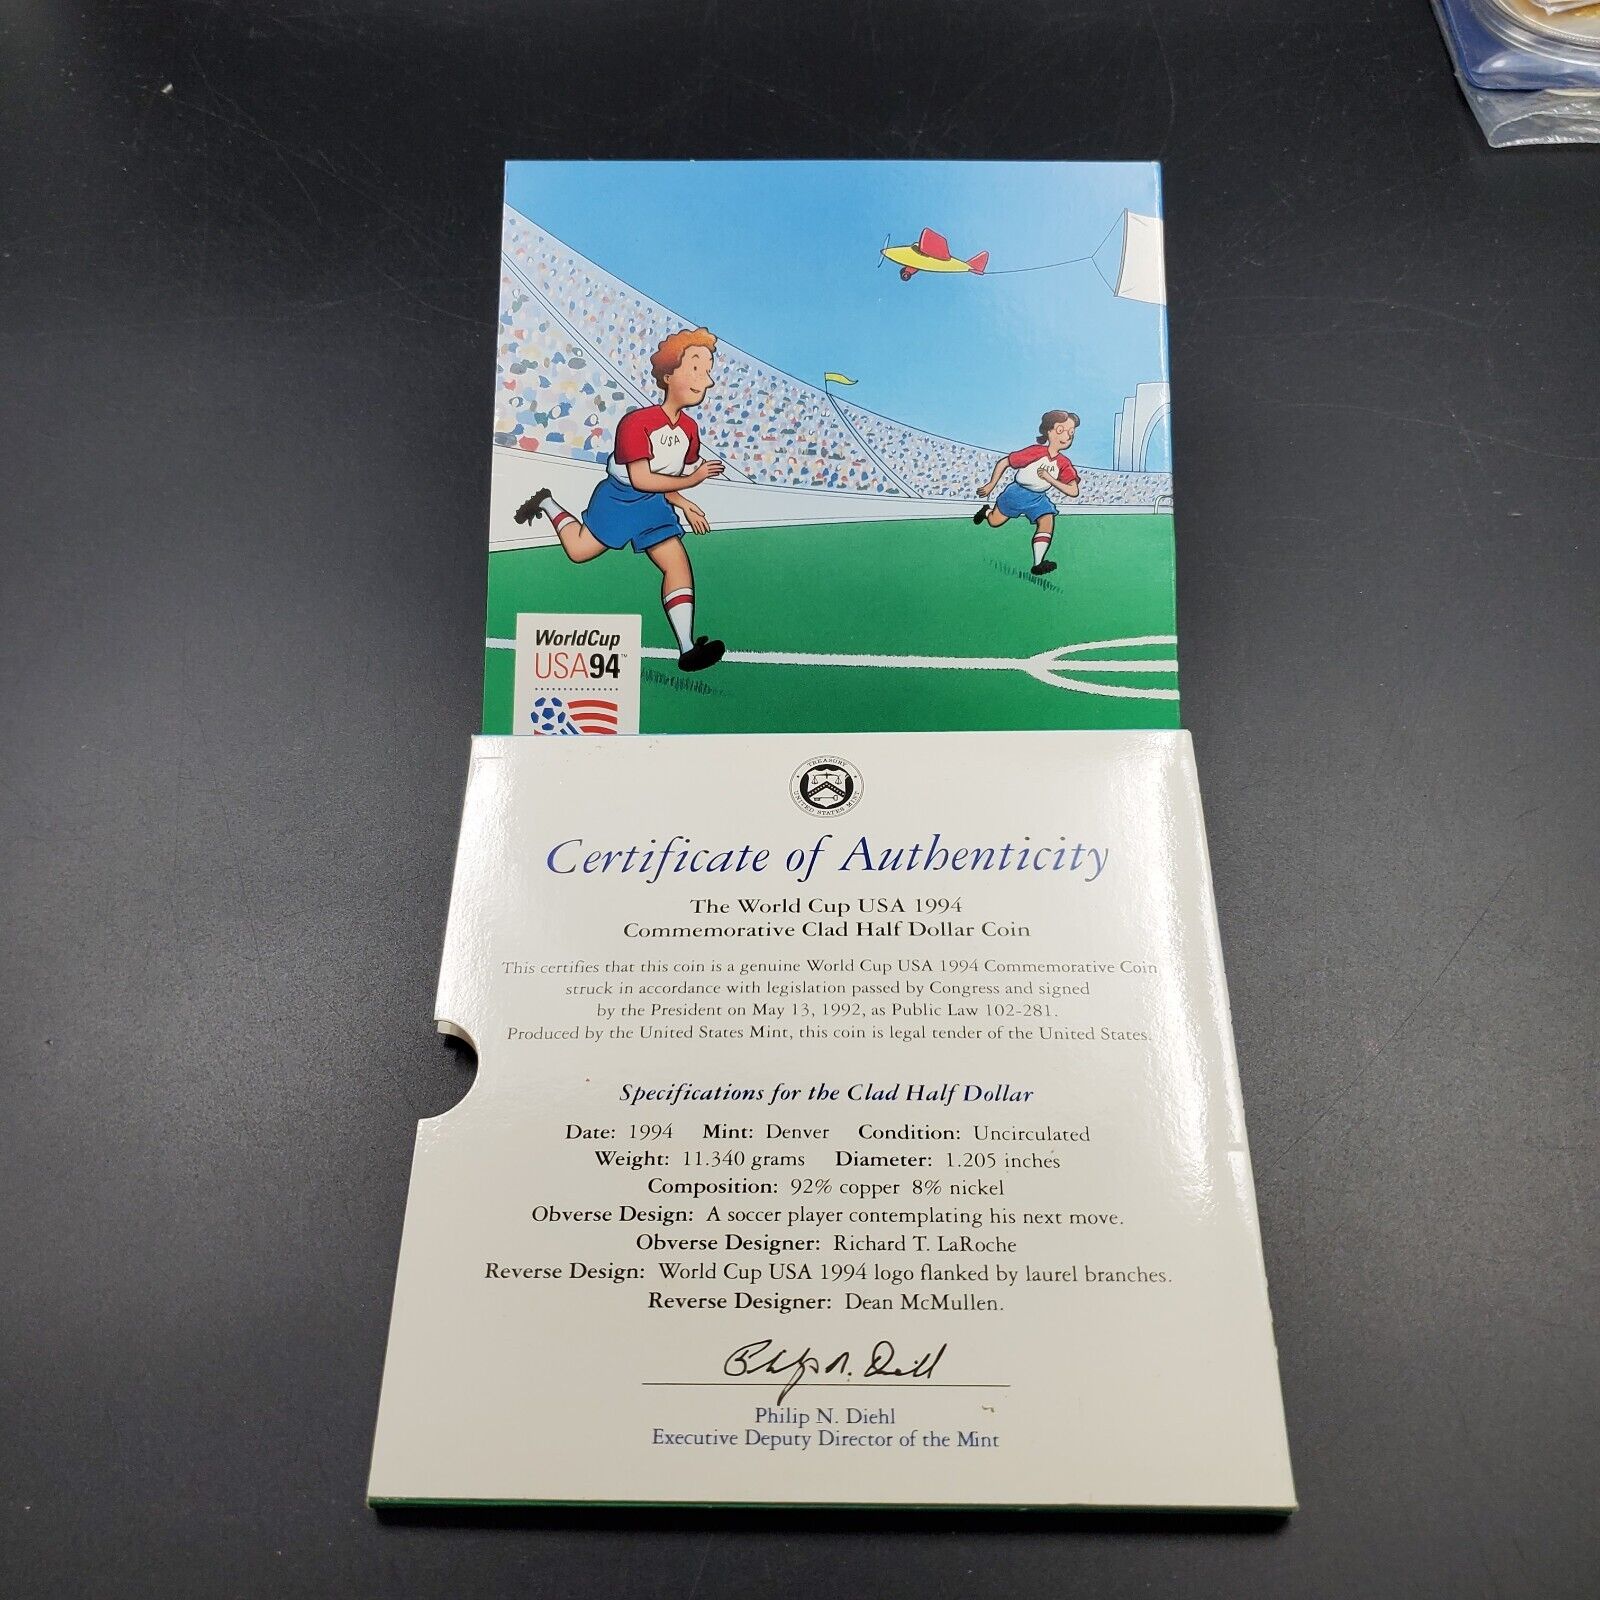 USA
USA
WorldCup
USA94™
TREASURY
UNITED STATES MINT
Certificate of Authenticity
The World Cup USA 1994
Commemorative Clad Half Dollar Coin
This certifies that this coin is a genuine World Cup USA 1994 Commemorative Coin
struck in accordance with legislation passed by Congress and signed
by the President on May 13, 1992, as Public Law 102-281.
Produced by the United States Mint, this coin is legal tender of the United States.
Specifications for the Clad Half Dollar
Date: 1994 Mint: Denver Condition: Uncirculated
Weight: 11.340 grams Diameter: 1.205 inches
Composition: 92% copper 8% nickel
Obverse Design: A soccer player contemplating his next move.
Obverse Designer: Richard T. LaRoche
Reverse Design: World Cup USA 1994 logo flanked by laurel branches.
Reverse Designer: Dean McMullen.
Philip N. Diehl
Philip N. Diehl
Executive Deputy Director of the Mint